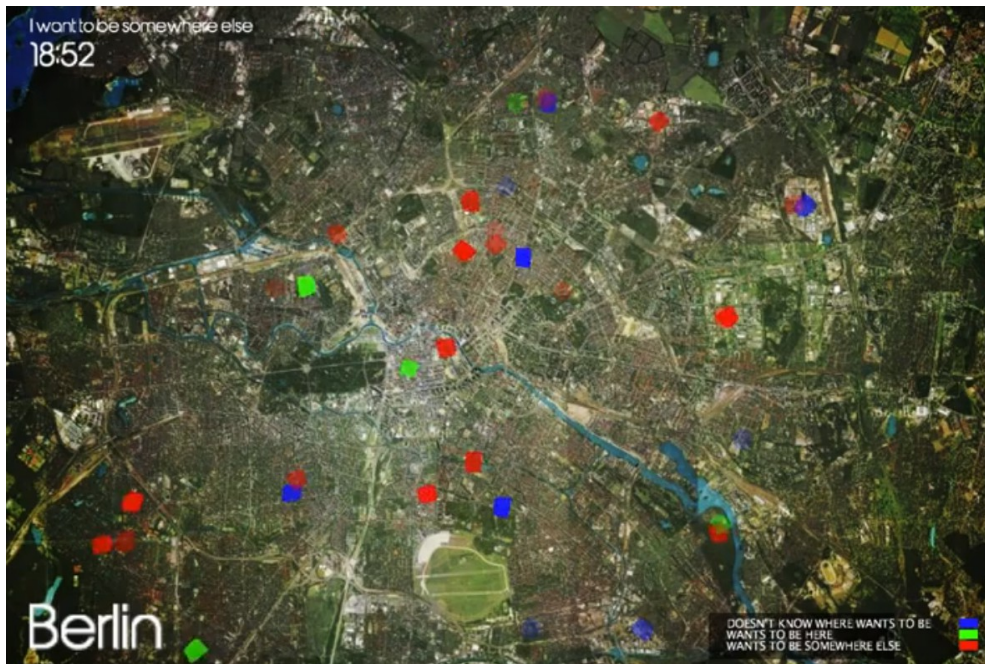 I want to be somewhere else
18:52
Berlin
DOESN'T KNOW WHERE WANTS TO BE
WANTS TO BE HERE
WANTS TO BE SOMEWHERE ELSE